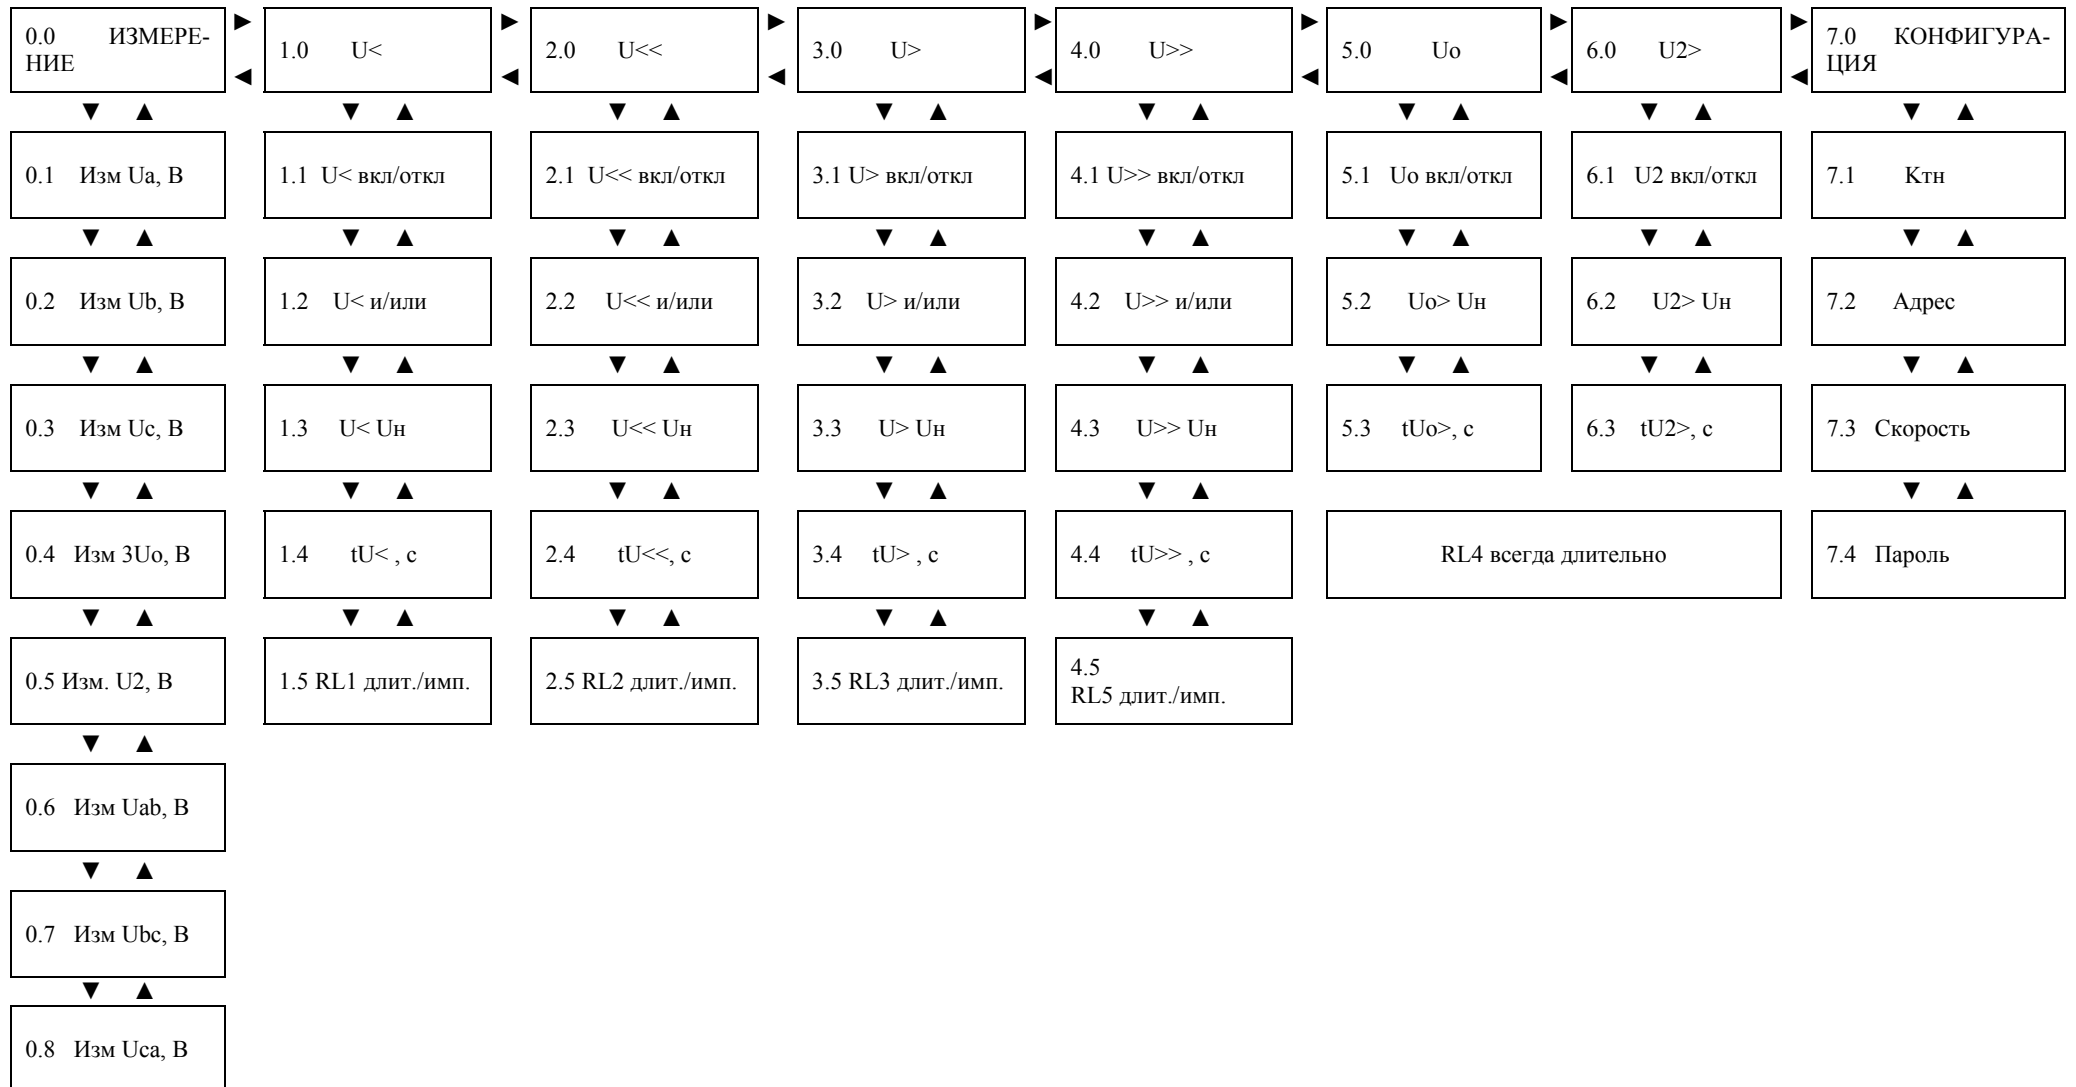 0.0 ИЗМЕРЕ-
НИЕ
1.0 U<
2.0 U<<
3.0 U>
4.0 U>>
5.0 Uo
6.0 U2>
7.0 КОНФИГУРА-
ЦИЯ
0.1 Изм Ua, В
1.1 U< вкл/откл
2.1 U<< вкл/откл
3.1 U> вкл/откл
4.1 U>> вкл/откл
5.1 Uo вкл/откл
6.1 U2 вкл/откл
7.1 Ктн
0.2 Изм Ub, В
1.2 U< и/или
2.2 U<< и/или
3.2 U> и/или
4.2 U>> и/или
5.2 Uo> Uн
6.2 U2> Uн
7.2 Адрес
0.3 Изм Uc, В
1.3 U< Uн
2.3 U<< Uн
3.3 U> Uн
4.3 U>> Uн
5.3 tUo>, с
6.3 tU2>, с
7.3 Скорость
0.4 Изм 3Uo, В
1.4 tU< , с
2.4 tU<<, с
3.4 tU> , с
4.4 tU>> , с
RL4 всегда длительно
7.4 Пароль
0.5 Изм. U2, В
1.5 RL1 длит./имп.
2.5 RL2 длит./имп.
3.5 RL3 длит./имп.
4.5
RL5 длит./имп.
0.6 Изм Uab, В
0.7 Изм Ubc, В
0.8 Изм Uca, В